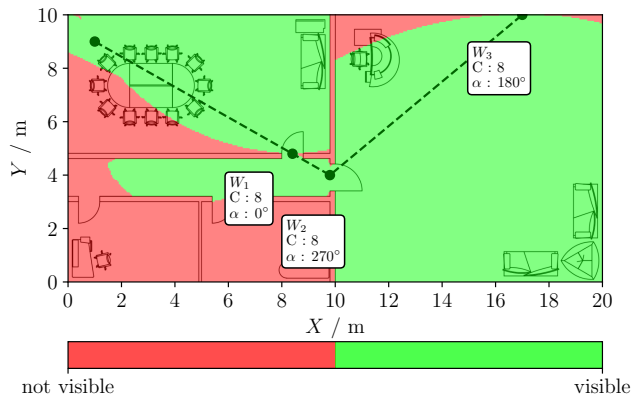 10
8
6
4
2
0
Y / m
W₃
C : 8
α : 180°
W₁
C : 8
α : 0°
W₂
C : 8
α : 270°
0 2 4 6 8 10 12 14 16 18 20
X / m
not visible visible